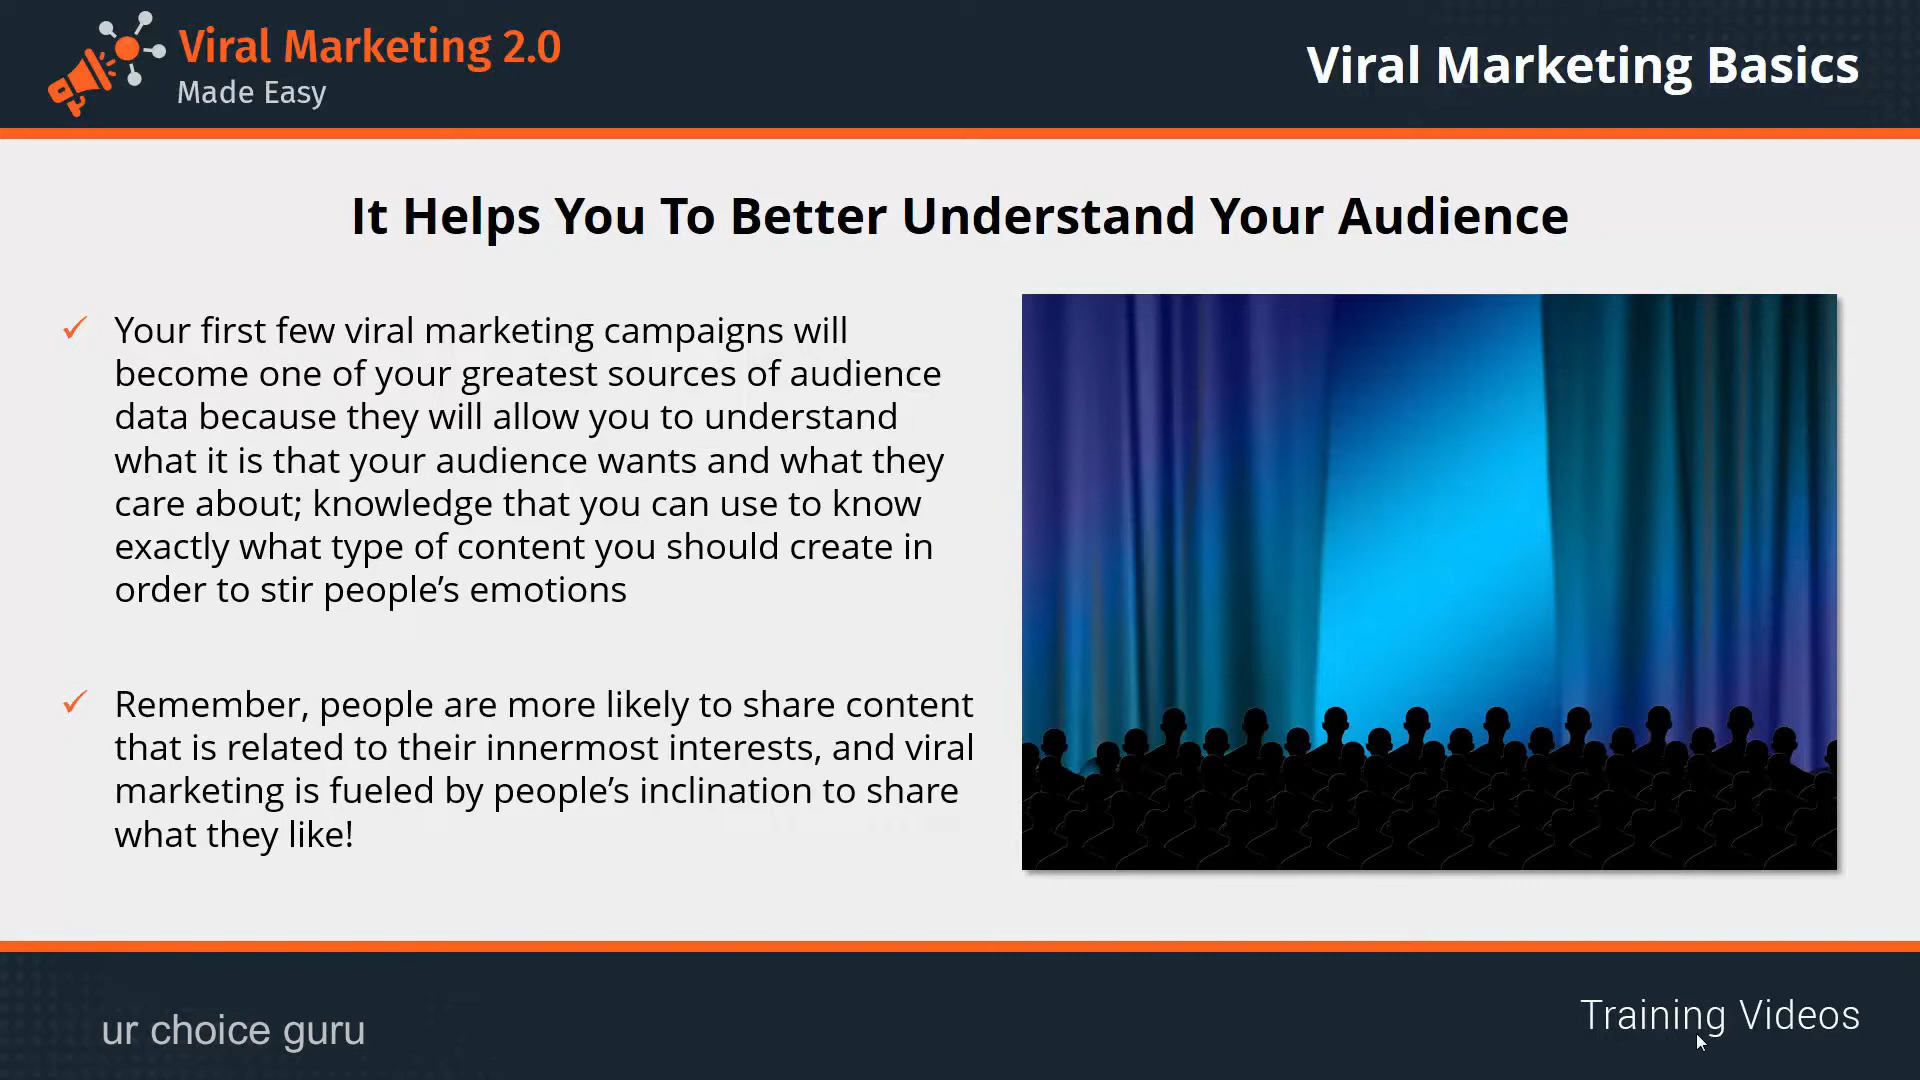 Viral Marketing 2.0
Made Easy
Viral Marketing Basics
It Helps You To Better Understand Your Audience
Your first few viral marketing campaigns will
become one of your greatest sources of audience
data because they will allow you to understand
what it is that your audience wants and what they
care about; knowledge that you can use to know
exactly what type of content you should create in
order to stir people’s emotions
Remember, people are more likely to share content
that is related to their innermost interests, and viral
marketing is fueled by people’s inclination to share
what they like!
ur choice guru
Training Videos